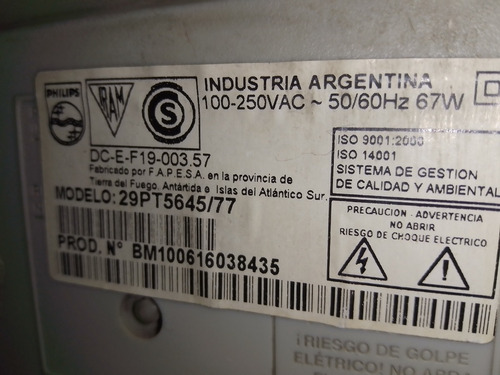 PHILIPS
IRAM
S
INDUSTRIA ARGENTINA
100-250VAC ~ 50/60Hz 67W
DC-E-F19-003.57
Fabricado por F.A.P.E.S.A. en la provincia de
Tierra del Fuego, Antártida e Islas del Atlántico Sur.
MODELO: 29PT5645/77
PROD. N° BM100616038435
ISO 9001:2000
ISO 14001
SISTEMA DE GESTION
DE CALIDAD Y AMBIENTAL
PRECAUCION - ADVERTENCIA
NO ABRIR
RIESGO DE CHOQUE ELECTRICO
¡RIESGO DE GOLPE
ELÉTRICO! NO ABRA